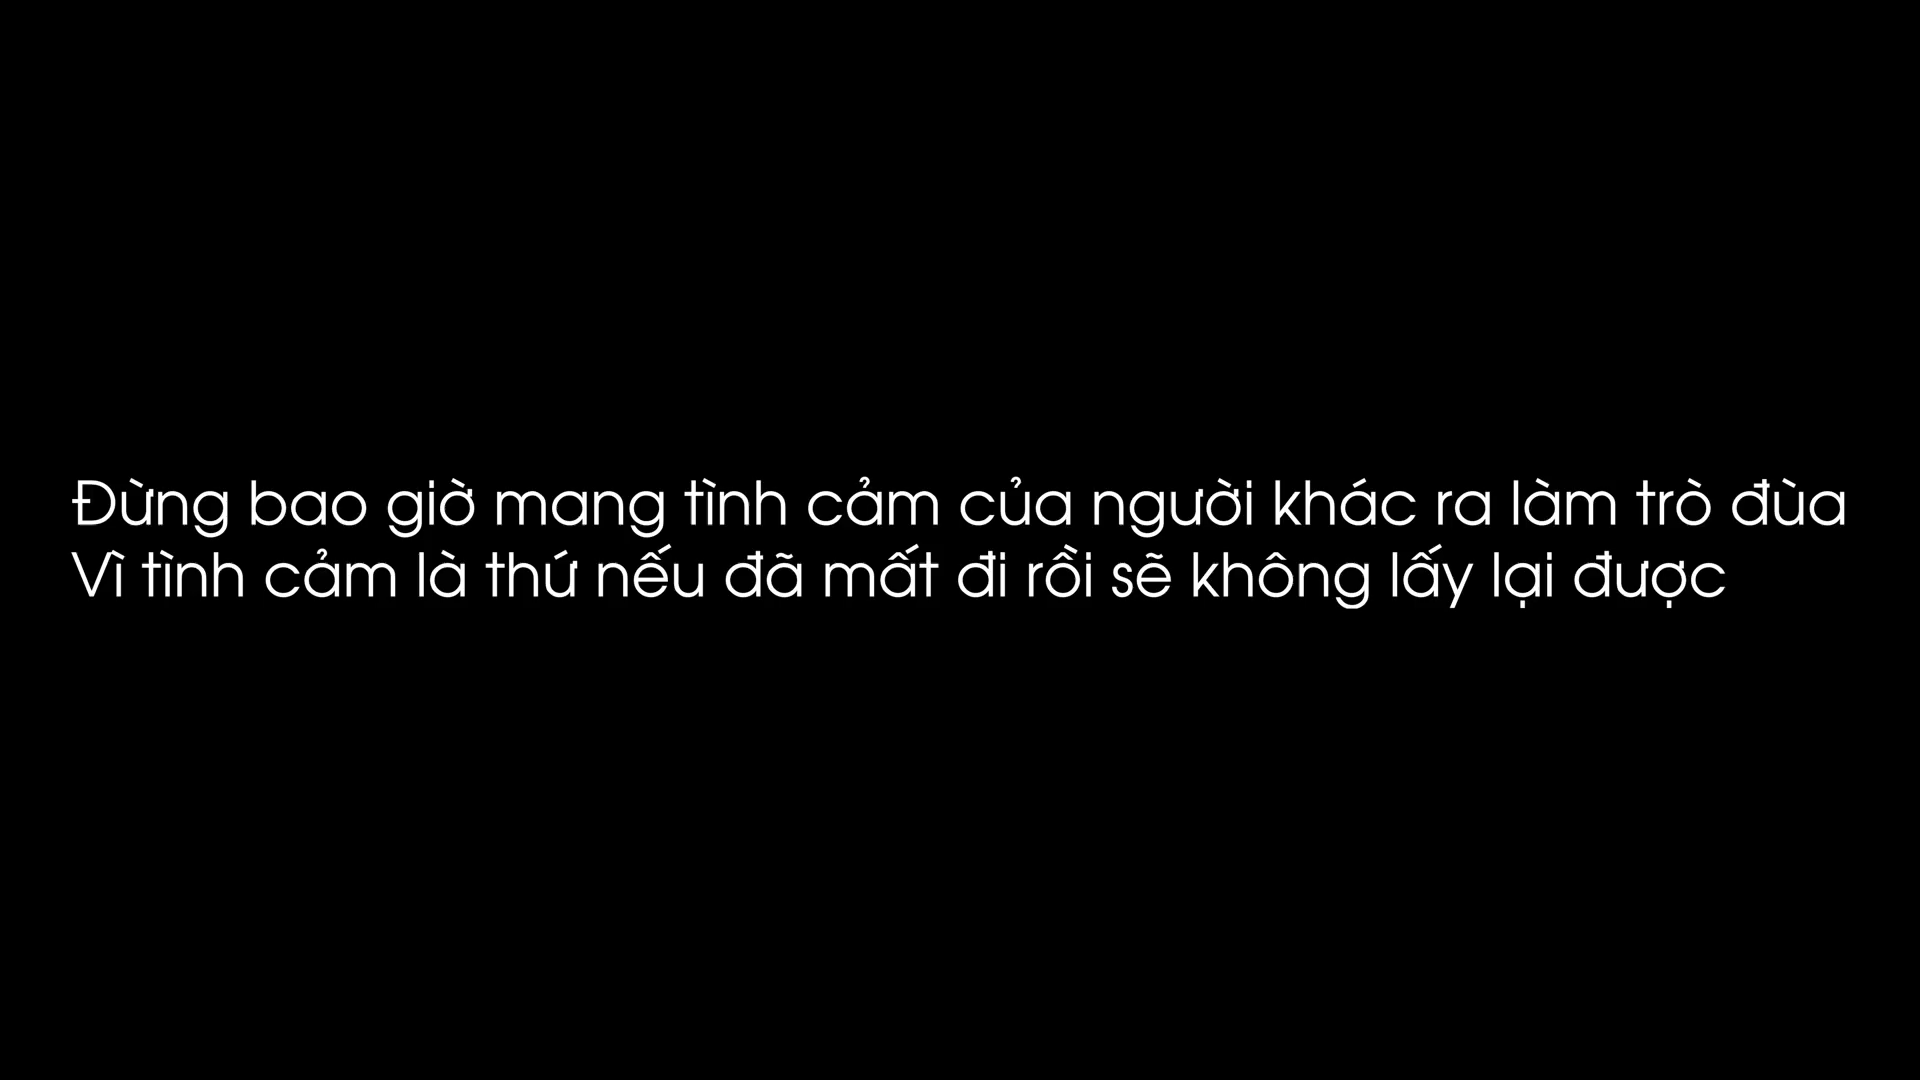 Đừng bao giờ mang tình cảm của người khác ra làm trò đùa
Vì tình cảm là thứ nếu đã mất đi rồi sẽ không lấy lại được